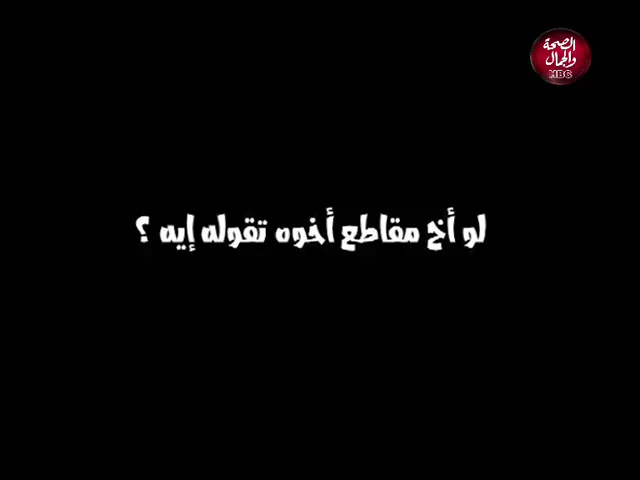 الصحة
والجمال
HBC
لو أخ مقاطع أخوه تقوله إيه ؟